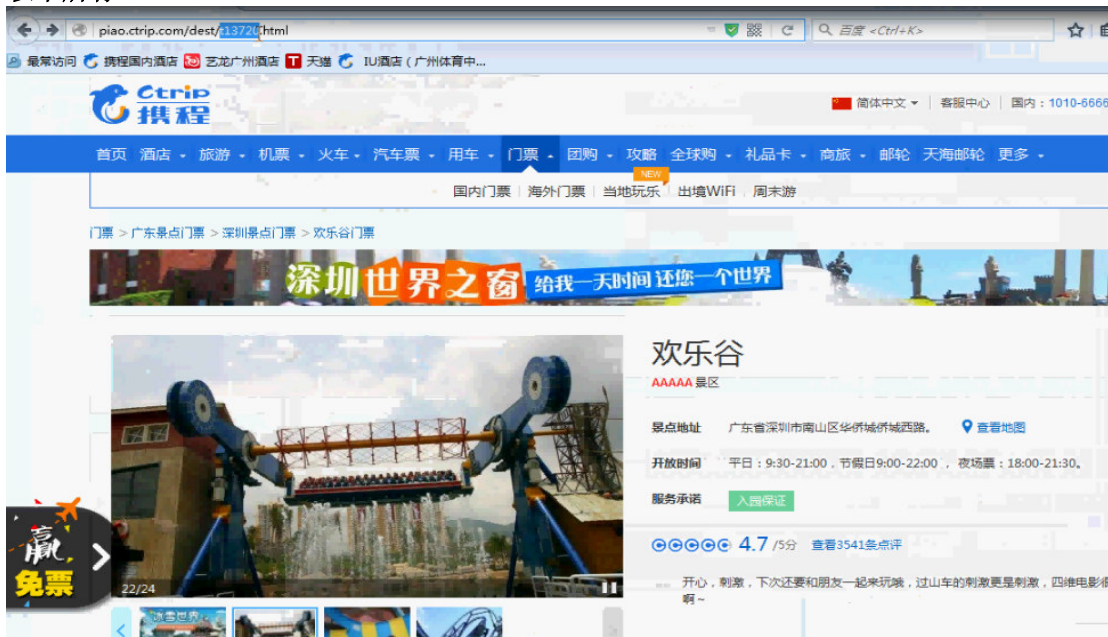 piao.ctrip.com/dest/t13720.html
百度 <Ctrl+K>
最常访问 携程国内酒店 艺龙广州酒店 天猫 IU酒店（广州体育中...
Ctrip
携程
简体中文 客服中心 国内：1010-6666
首页 酒店 旅游 机票 火车 汽车票 用车 门票 团购 攻略 全球购 礼品卡 商旅 邮轮 天海邮轮 更多
NEW
国内门票 海外门票 当地玩乐 出境WiFi 周末游
门票 > 广东景点门票 > 深圳景点门票 > 欢乐谷门票
深圳世界之窗 给我一天时间 还您一个世界
欢乐谷
AAAAA 景区
景点地址 广东省深圳市南山区华侨城侨城西路。 查看地图
开放时间 平日：9:30-21:00，节假日9:00-22:00 ，夜场票：18:00-21:30。
服务承诺 入园保证
4.7 /5分 查看3541条点评
开心，刺激，下次还要和朋友一起来玩哦，过山车的刺激更是刺激，四维电影很
啊~
赢
免票
22/24
冰雪世界